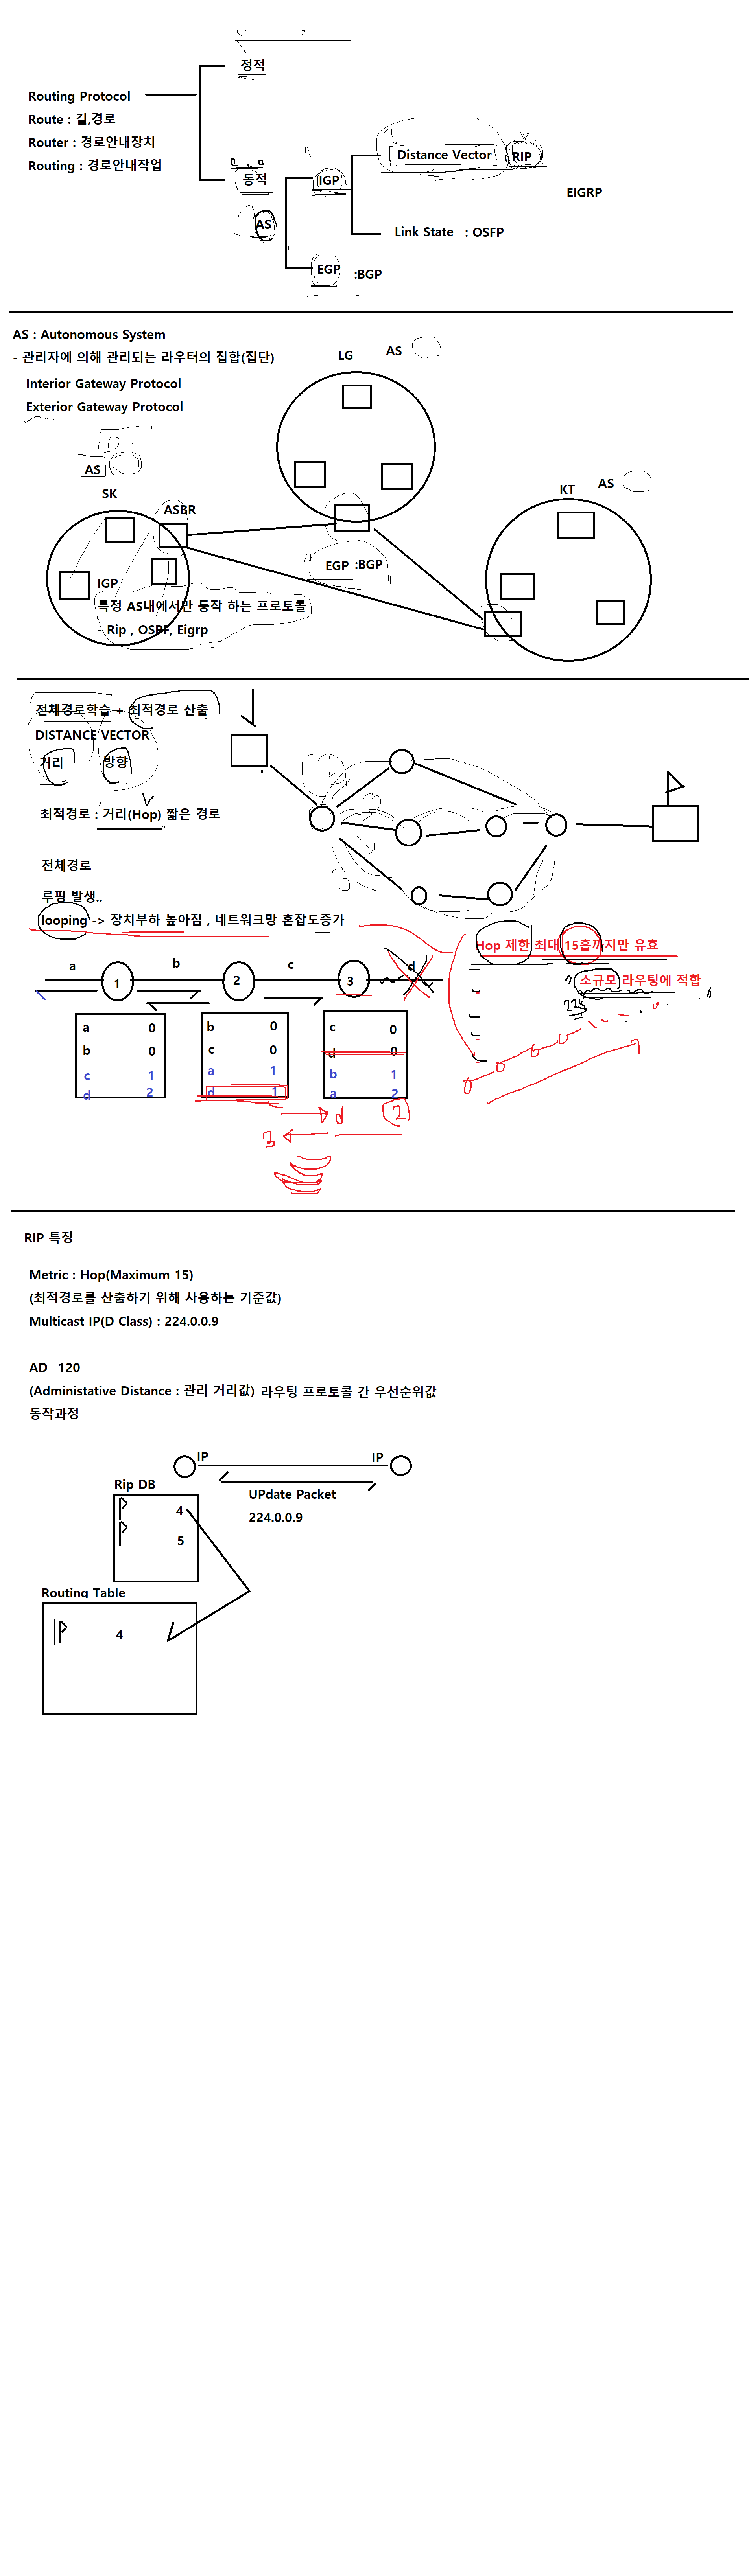 정적
Routing Protocol
Route : 길,경로
Router : 경로안내장치
Routing : 경로안내작업
동적
AS
IGP
Distance Vector : RIP
EIGRP
Link State : OSFP
EGP :BGP
AS : Autonomous System
- 관리자에 의해 관리되는 라우터의 집합(집단)
Interior Gateway Protocol
Exterior Gateway Protocol
LG AS
AS
SK
ASBR
KT AS
EGP :BGP
IGP
특정 AS내에서만 동작 하는 프로토콜
- Rip , OSPF, Eigrp
전체경로학습 + 최적경로 산출
DISTANCE VECTOR
거리 방향
최적경로 : 거리(Hop) 짧은 경로
전체경로
루핑 발생..
looping -> 장치부하 높아짐 , 네트워크망 혼잡도증가
Hop 제한 최대 15홉까지만 유효
소규모 라우팅에 적합
a b c d
1 2 3
a 0
b 0
c 1
d 2
b 0
c 0
a 1
d 1
c 0
d 0
b 1
a 2
d 2
3
RIP 특징
Metric : Hop(Maximum 15)
(최적경로를 산출하기 위해 사용하는 기준값)
Multicast IP(D Class) : 224.0.0.9
AD 120
(Administative Distance : 관리 거리값) 라우팅 프로토콜 간 우선순위값
동작과정
IP IP
Rip DB
UPdate Packet
224.0.0.9
4
5
Routing Table
4